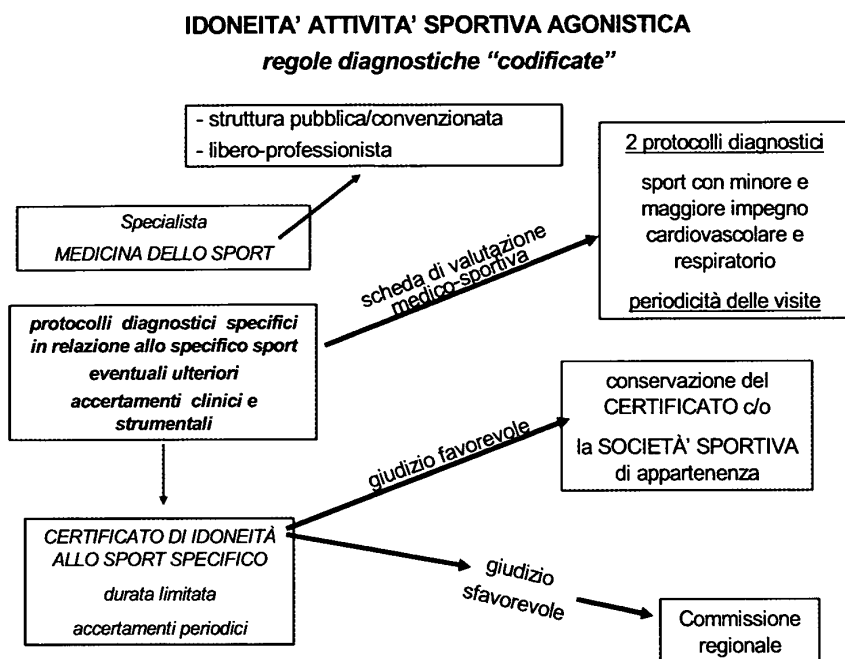 IDONEITA' ATTIVITA' SPORTIVA AGONISTICA
regole diagnostiche “codificate”
- struttura pubblica/convenzionata
- libero-professionista
2 protocolli diagnostici
sport con minore e
maggiore impegno
cardiovascolare e
respiratorio
periodicità delle visite
Specialista
MEDICINA DELLO SPORT
scheda di valutazione
medico-sportiva
protocolli diagnostici specifici
in relazione allo specifico sport
eventuali ulteriori
accertamenti clinici e
strumentali
conservazione del
CERTIFICATO c/o
la SOCIETÀ' SPORTIVA
di appartenenza
giudizio favorevole
CERTIFICATO DI IDONEITÀ
ALLO SPORT SPECIFICO
durata limitata
accertamenti periodici
giudizio
sfavorevole
Commissione
regionale